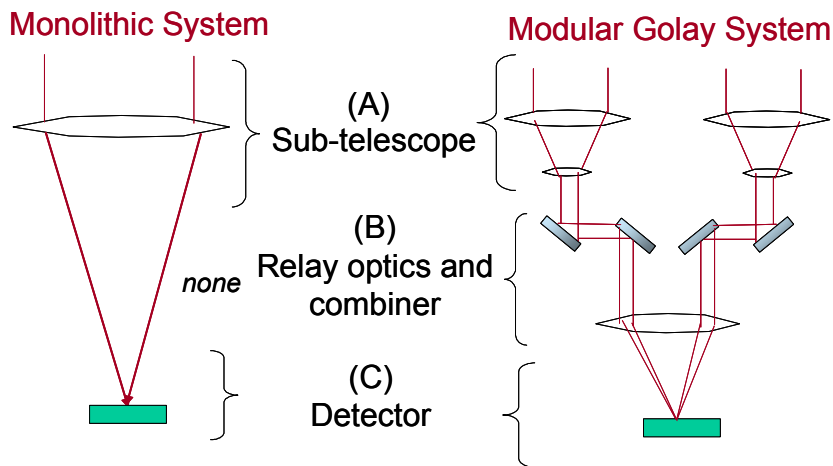 Monolithic System
Modular Golay System
(A)
Sub-telescope
(B)
Relay optics and
combiner
none
(C)
Detector